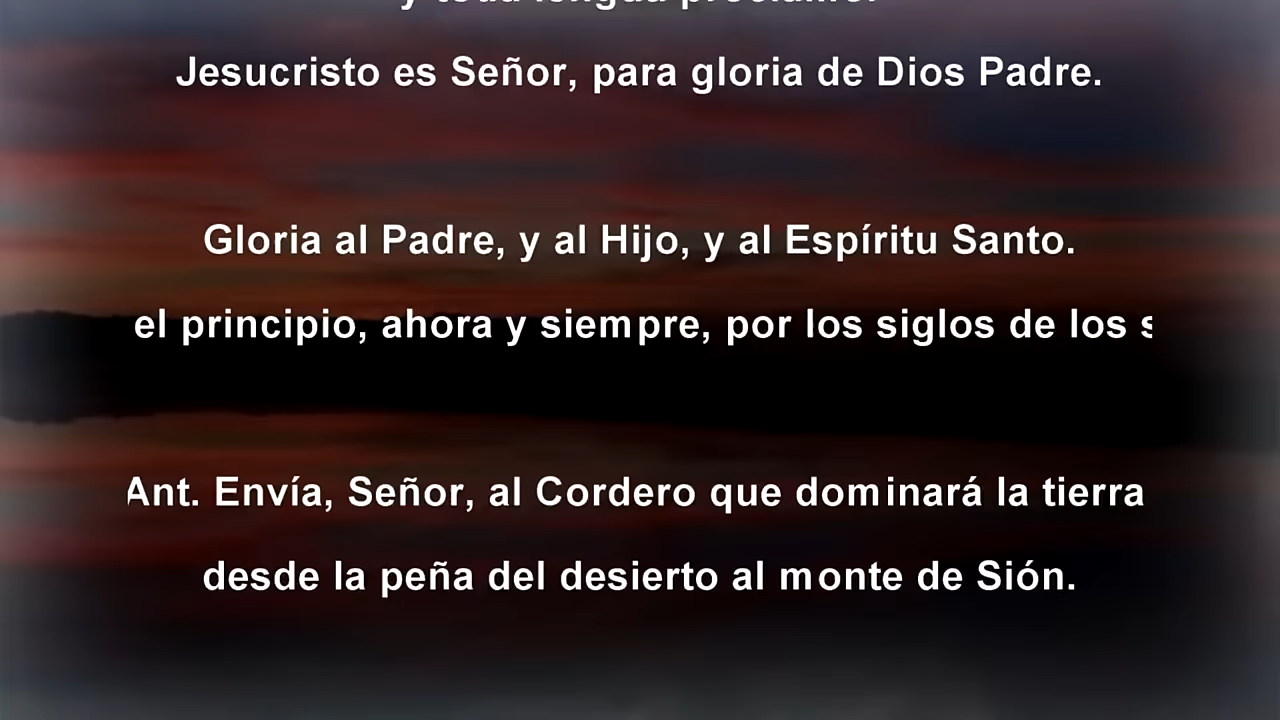 Jesucristo es Señor, para gloria de Dios Padre.
Gloria al Padre, y al Hijo, y al Espíritu Santo.
el principio, ahora y siempre, por los siglos de los
Ant. Envía, Señor, al Cordero que dominará la tierra
desde la peña del desierto al monte de Sión.